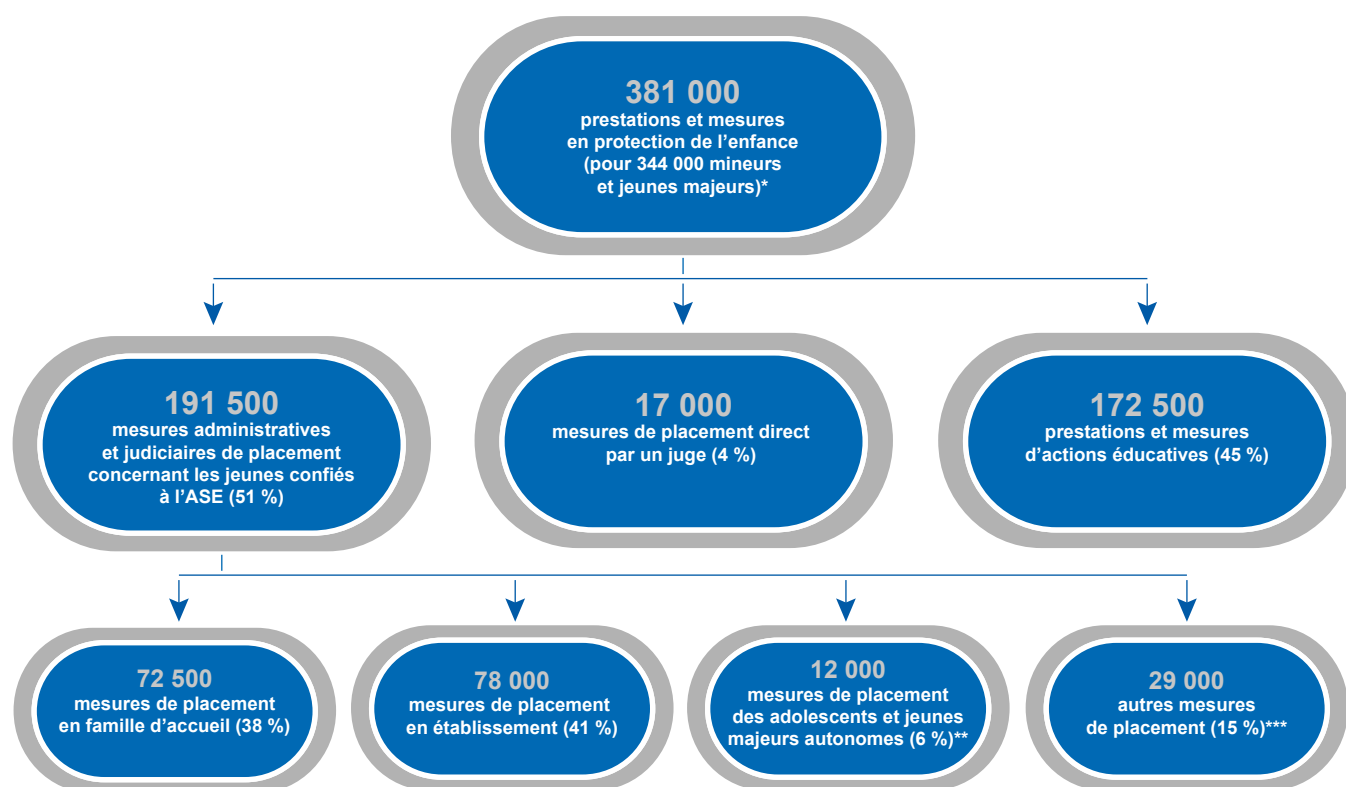 381 000
prestations et mesures
en protection de l’enfance
(pour 344 000 mineurs
et jeunes majeurs)*
191 500
mesures administratives
et judiciaires de placement
concernant les jeunes confiés
à l’ASE (51 %)
17 000
mesures de placement direct
par un juge (4 %)
172 500
prestations et mesures
d’actions éducatives (45 %)
72 500
mesures de placement
en famille d’accueil (38 %)
78 000
mesures de placement
en établissement (41 %)
12 000
mesures de placement
des adolescents et jeunes
majeurs autonomes (6 %)**
29 000
autres mesures
de placement (15 %)***